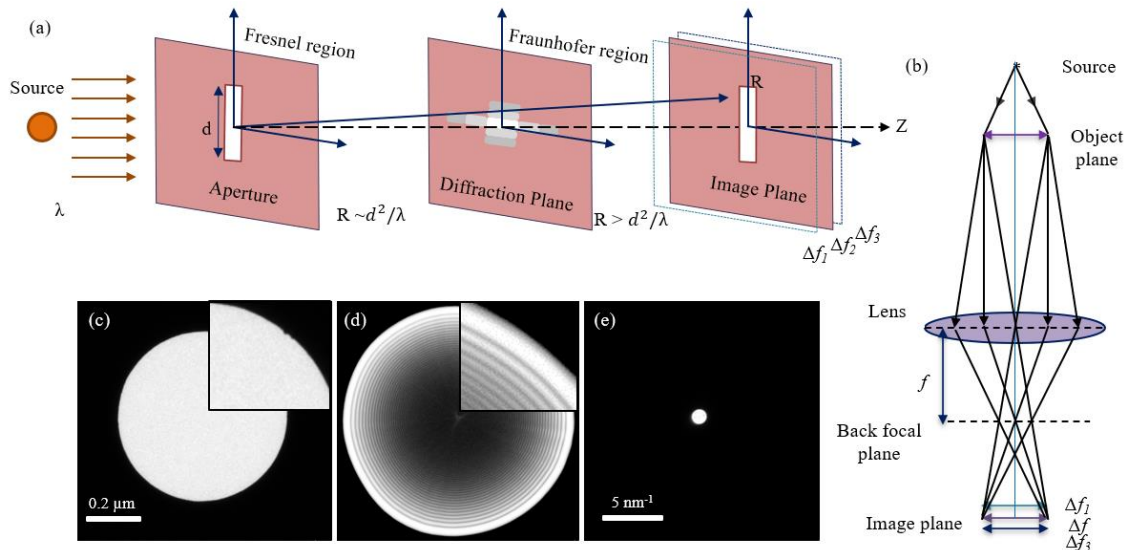 (a)
Fresnel region
Fraunhofer region
Source
d
R
Z
Aperture
Diffraction Plane
Image Plane
λ
R ~d²/λ
R > d²/λ
Δf₁ Δf₂ Δf₃
(b)
Source
Object
plane
Lens
f
Back focal
plane
Image plane
Δf₁
Δf
Δf₃
(c)
0.2 µm
(d)
(e)
5 nm⁻¹